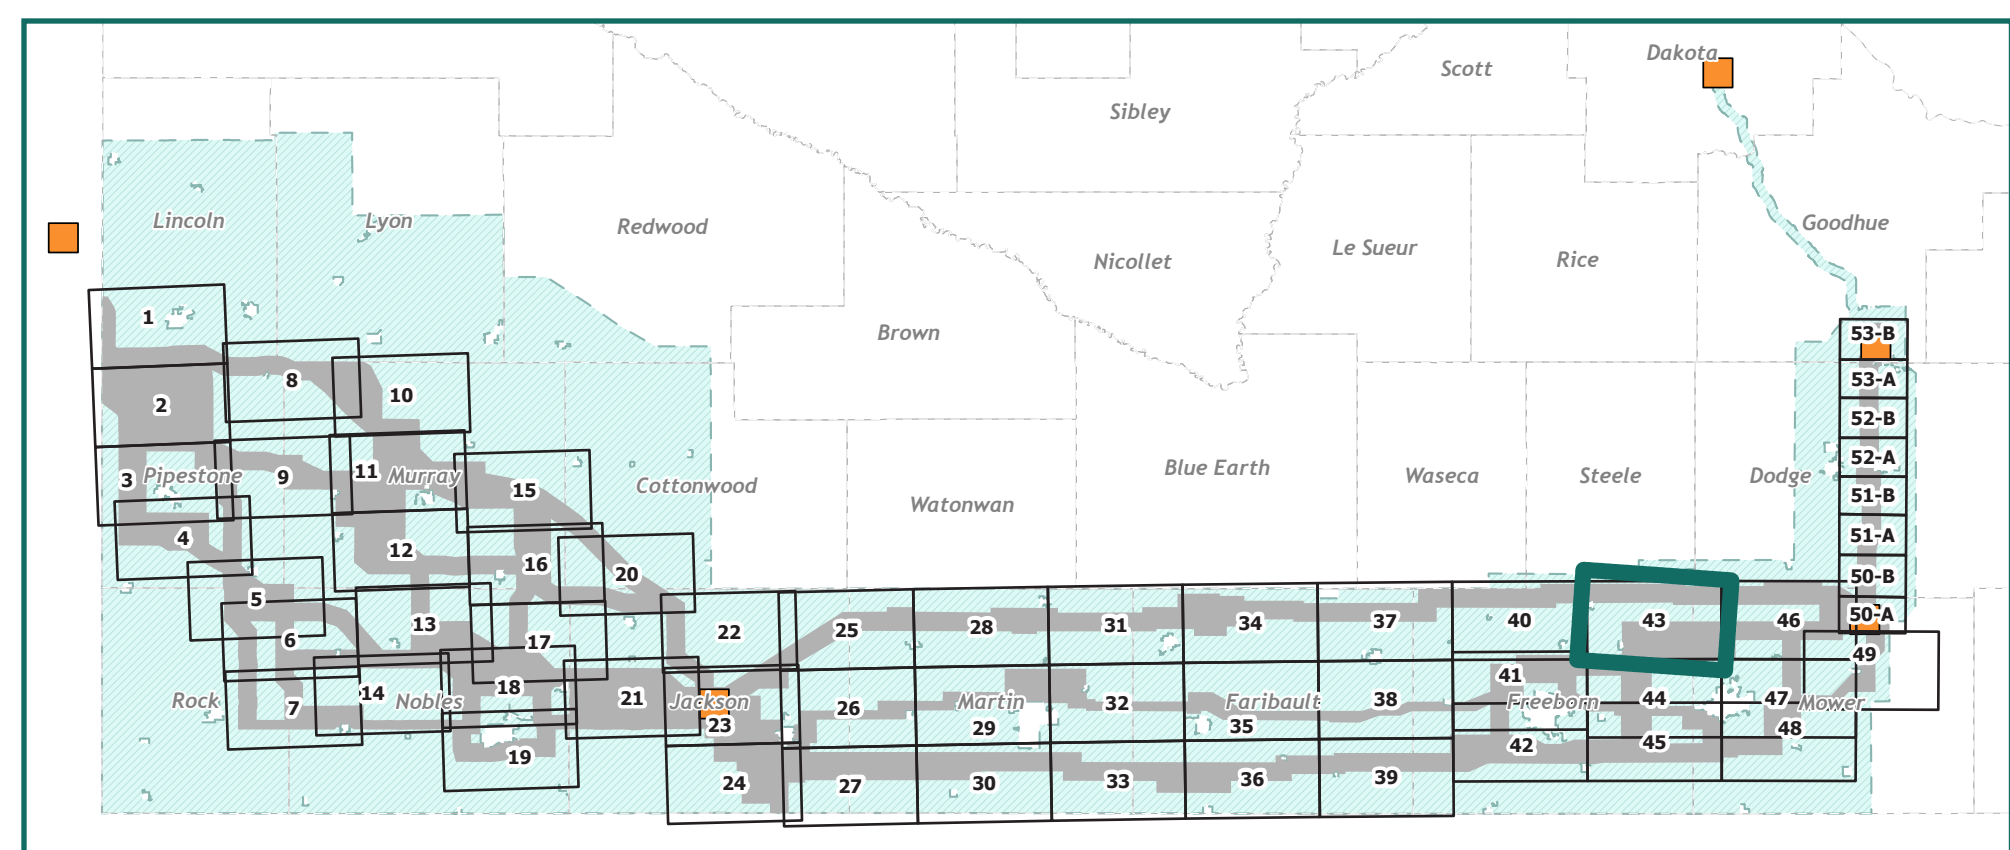 Dakota
Scott
Sibley
Lincoln
Lyon
Redwood
Goodhue
Le Sueur
Rice
Nicollet
1
Brown
53-B
8
53-A
10
2
52-B
52-A
Blue Earth
11
Murray
Pipestone
9
Waseca
Steele
Dodge
3
Cottonwood
15
51-B
Watonwan
51-A
4
12
16
20
50-B
5
50-A
40
43
46
37
34
31
28
13
25
22
6
17
49
41
18
14
21
44
47
38
Rock
Nobles
Jackson
Martin
32
Faribault
Freeborn
Mower
7
26
23
29
35
48
42
45
19
36
39
33
24
30
27